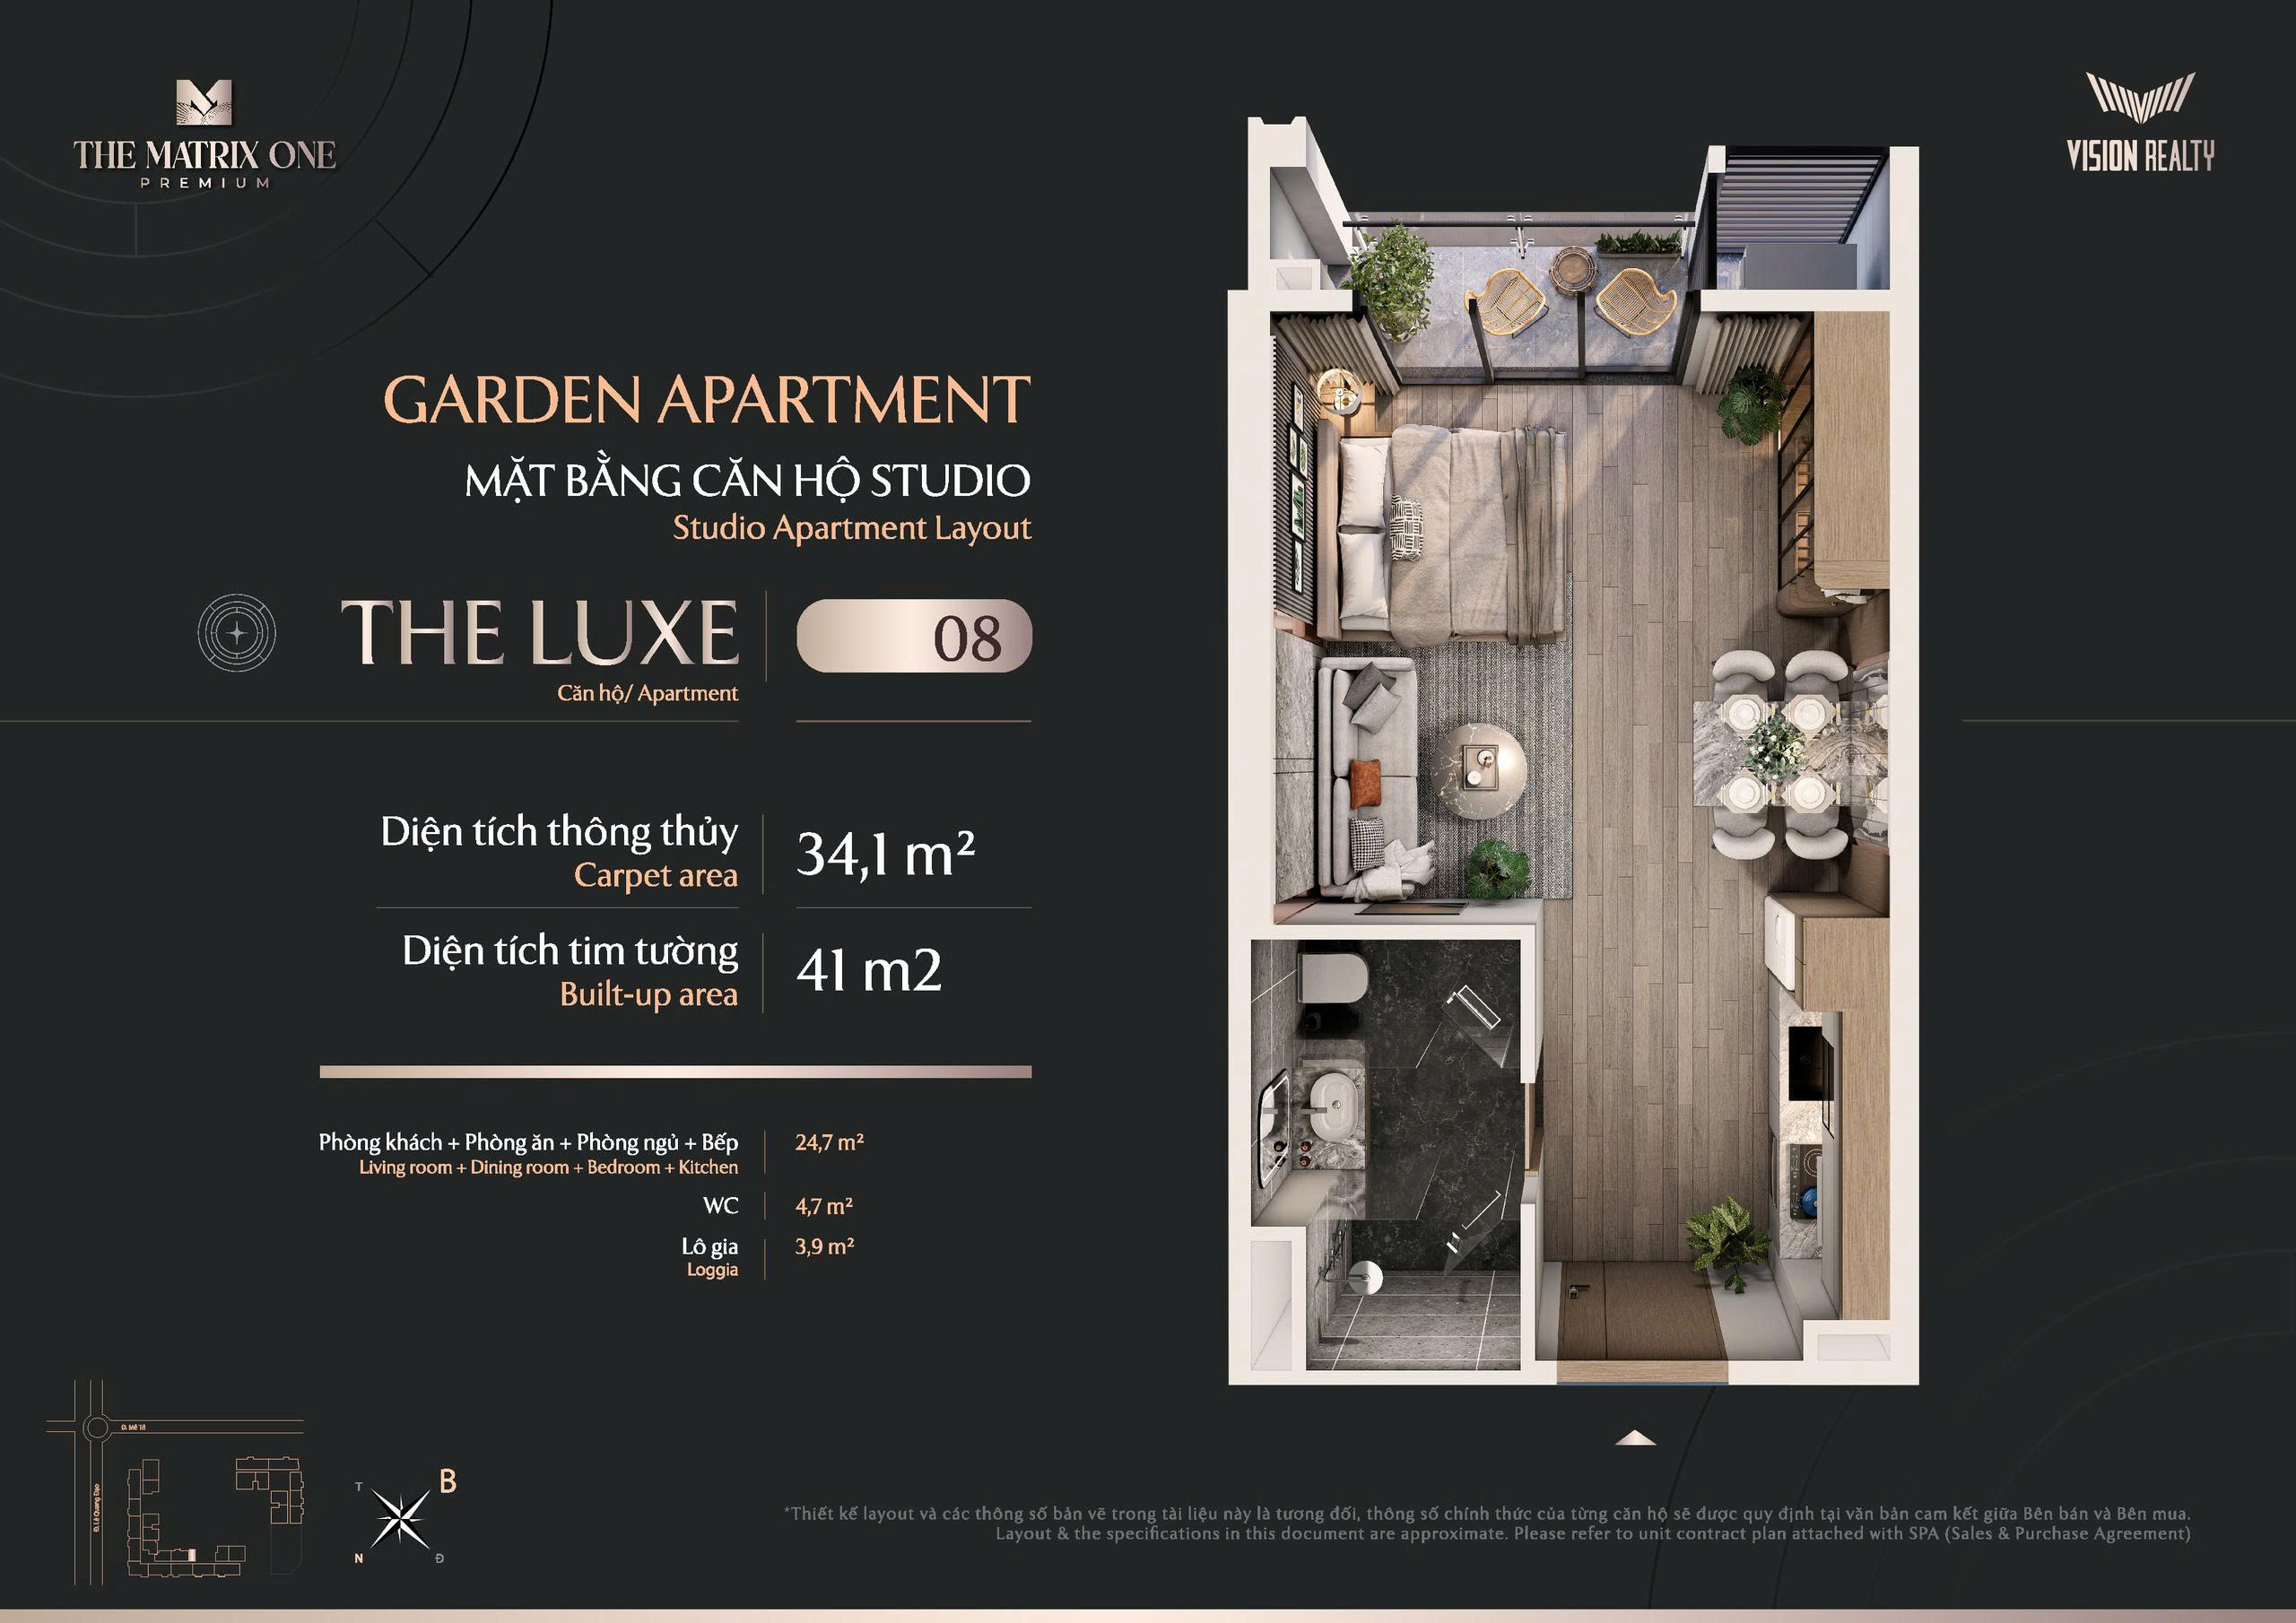 THE MATRIX ONE
PREMIUM
VISION REALTY
GARDEN APARTMENT
MẶT BẰNG CĂN HỘ STUDIO
Studio Apartment Layout
THE LUXE
08
Căn hộ/ Apartment
Diện tích thông thủy
Carpet area
34,1 m²
Diện tích tim tường
Built-up area
41 m2
Phòng khách + Phòng ăn + Phòng ngủ + Bếp
24,7 m²
Living room + Dining room + Bedroom + Kitchen
WC
4,7 m²
Lô gia
3,9 m²
Loggia
Đ. Mễ Trì
Đ. Lê Quang Đạo
T
B
N
Đ
*Thiết kế layout và các thông số bản vẽ trong tài liệu này là tương đối, thông số chính thức của từng căn hộ sẽ được quy định tại văn bản cam kết giữa Bên bán và Bên mua.
Layout & the specifications in this document are approximate. Please refer to unit contract plan attached with SPA (Sales & Purchase Agreement)